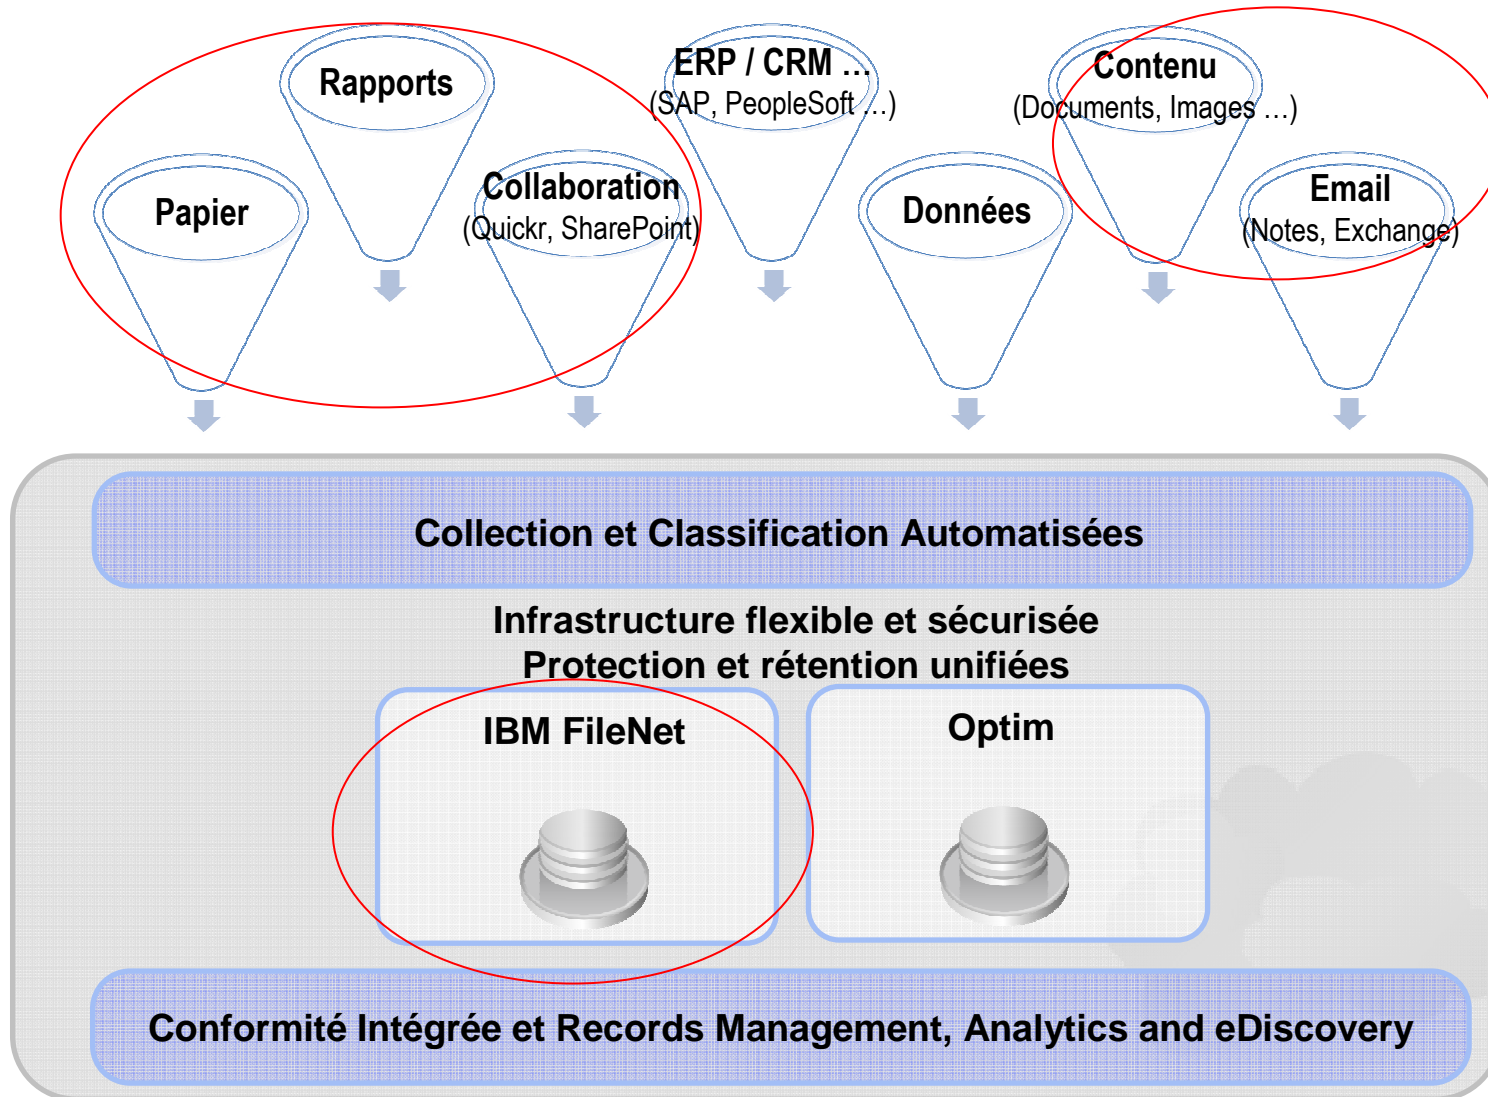 Rapports
ERP / CRM …
(SAP, PeopleSoft …)
Contenu
(Documents, Images …)
Papier
Collaboration
(Quickr, SharePoint)
Données
Email
(Notes, Exchange)
Collection et Classification Automatisées
Infrastructure flexible et sécurisée
Protection et rétention unifiées
IBM FileNet
Optim
Conformité Intégrée et Records Management, Analytics and eDiscovery